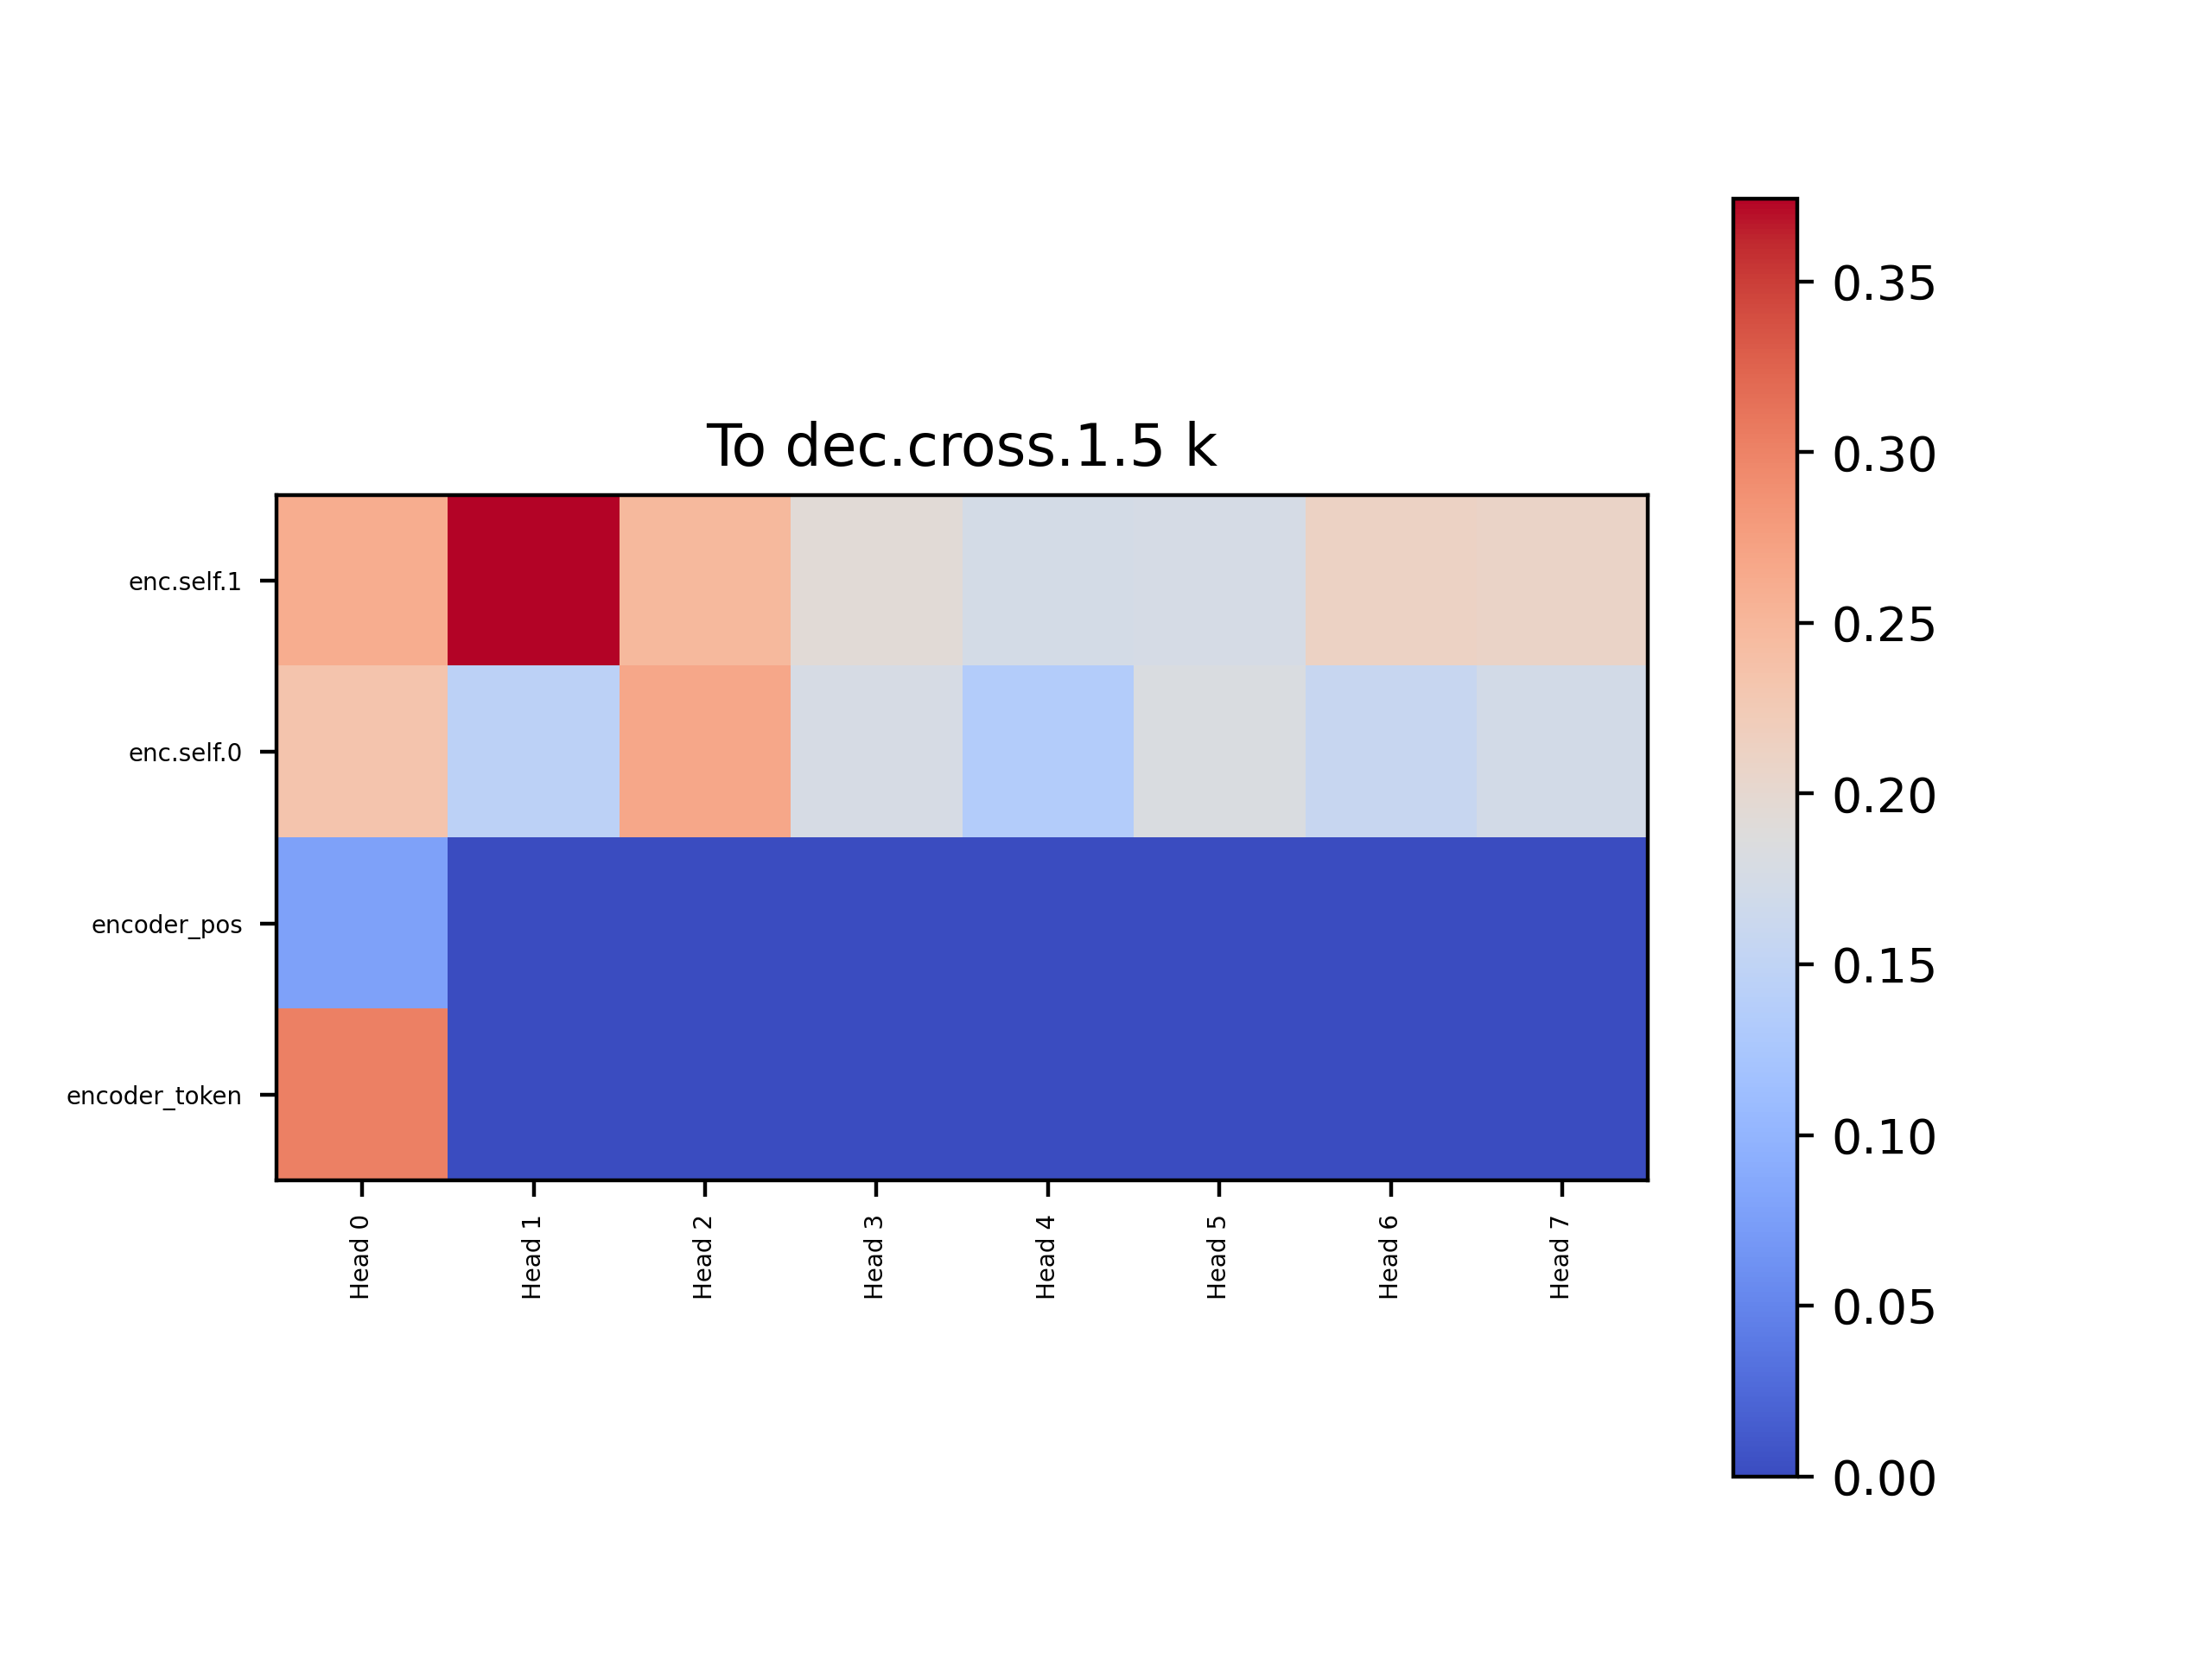 To dec.cross.1.5 k
enc.self.1
enc.self.0
encoder_pos
encoder_token
Head 0
Head 1
Head 2
Head 3
Head 4
Head 5
Head 6
Head 7
0.35
0.30
0.25
0.20
0.15
0.10
0.05
0.00